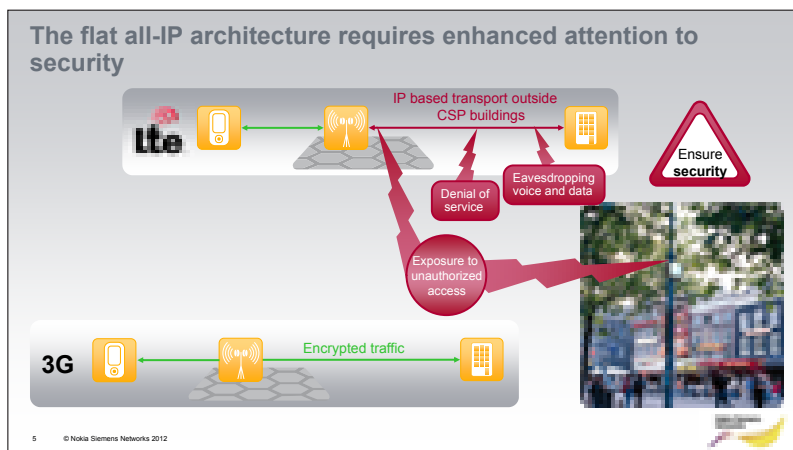 The flat all-IP architecture requires enhanced attention to
security
IP based transport outside
CSP buildings
Lte
Ensure
security
Denial of
service
Eavesdropping
voice and data
Exposure to
unauthorized
access
3G
Encrypted traffic
5
© Nokia Siemens Networks 2012